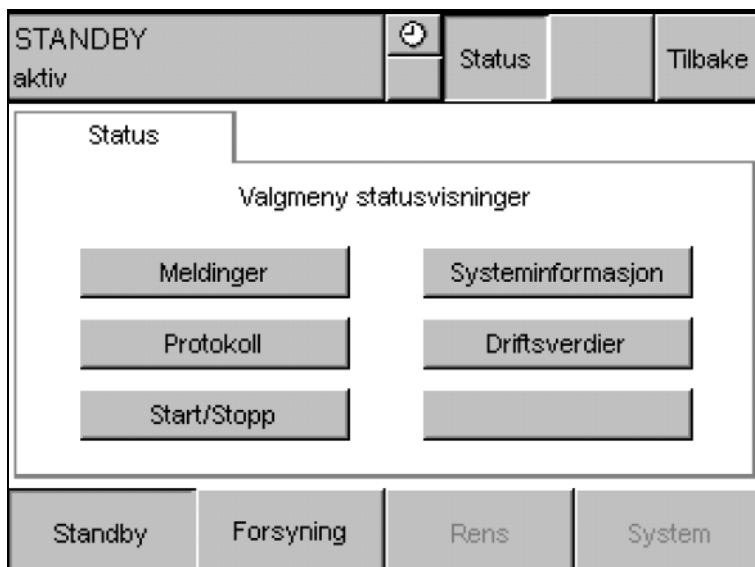 STANDBY
aktiv
Status
Tilbake
Status
Valgmeny statusvisninger
Meldinger
Systeminformasjon
Protokoll
Driftsverdier
Start/Stopp
Standby
Forsyning
Rens
System